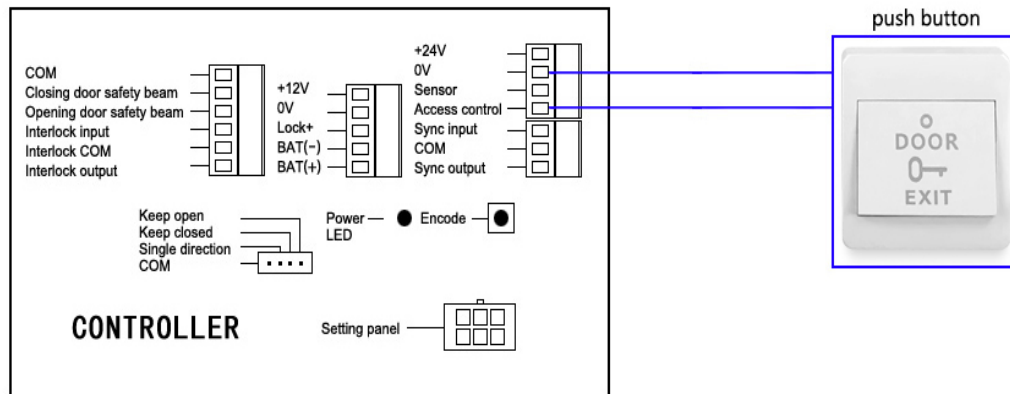 push button
COM
Closing door safety beam
Opening door safety beam
Interlock input
Interlock COM
Interlock output
+12V
0V
Lock+
BAT(-)
BAT(+)
+24V
0V
Sensor
Access control
Sync input
COM
Sync output
DOOR
EXIT
Keep open
Keep closed
Single direction
COM
Power
LED
Encode
CONTROLLER
Setting panel